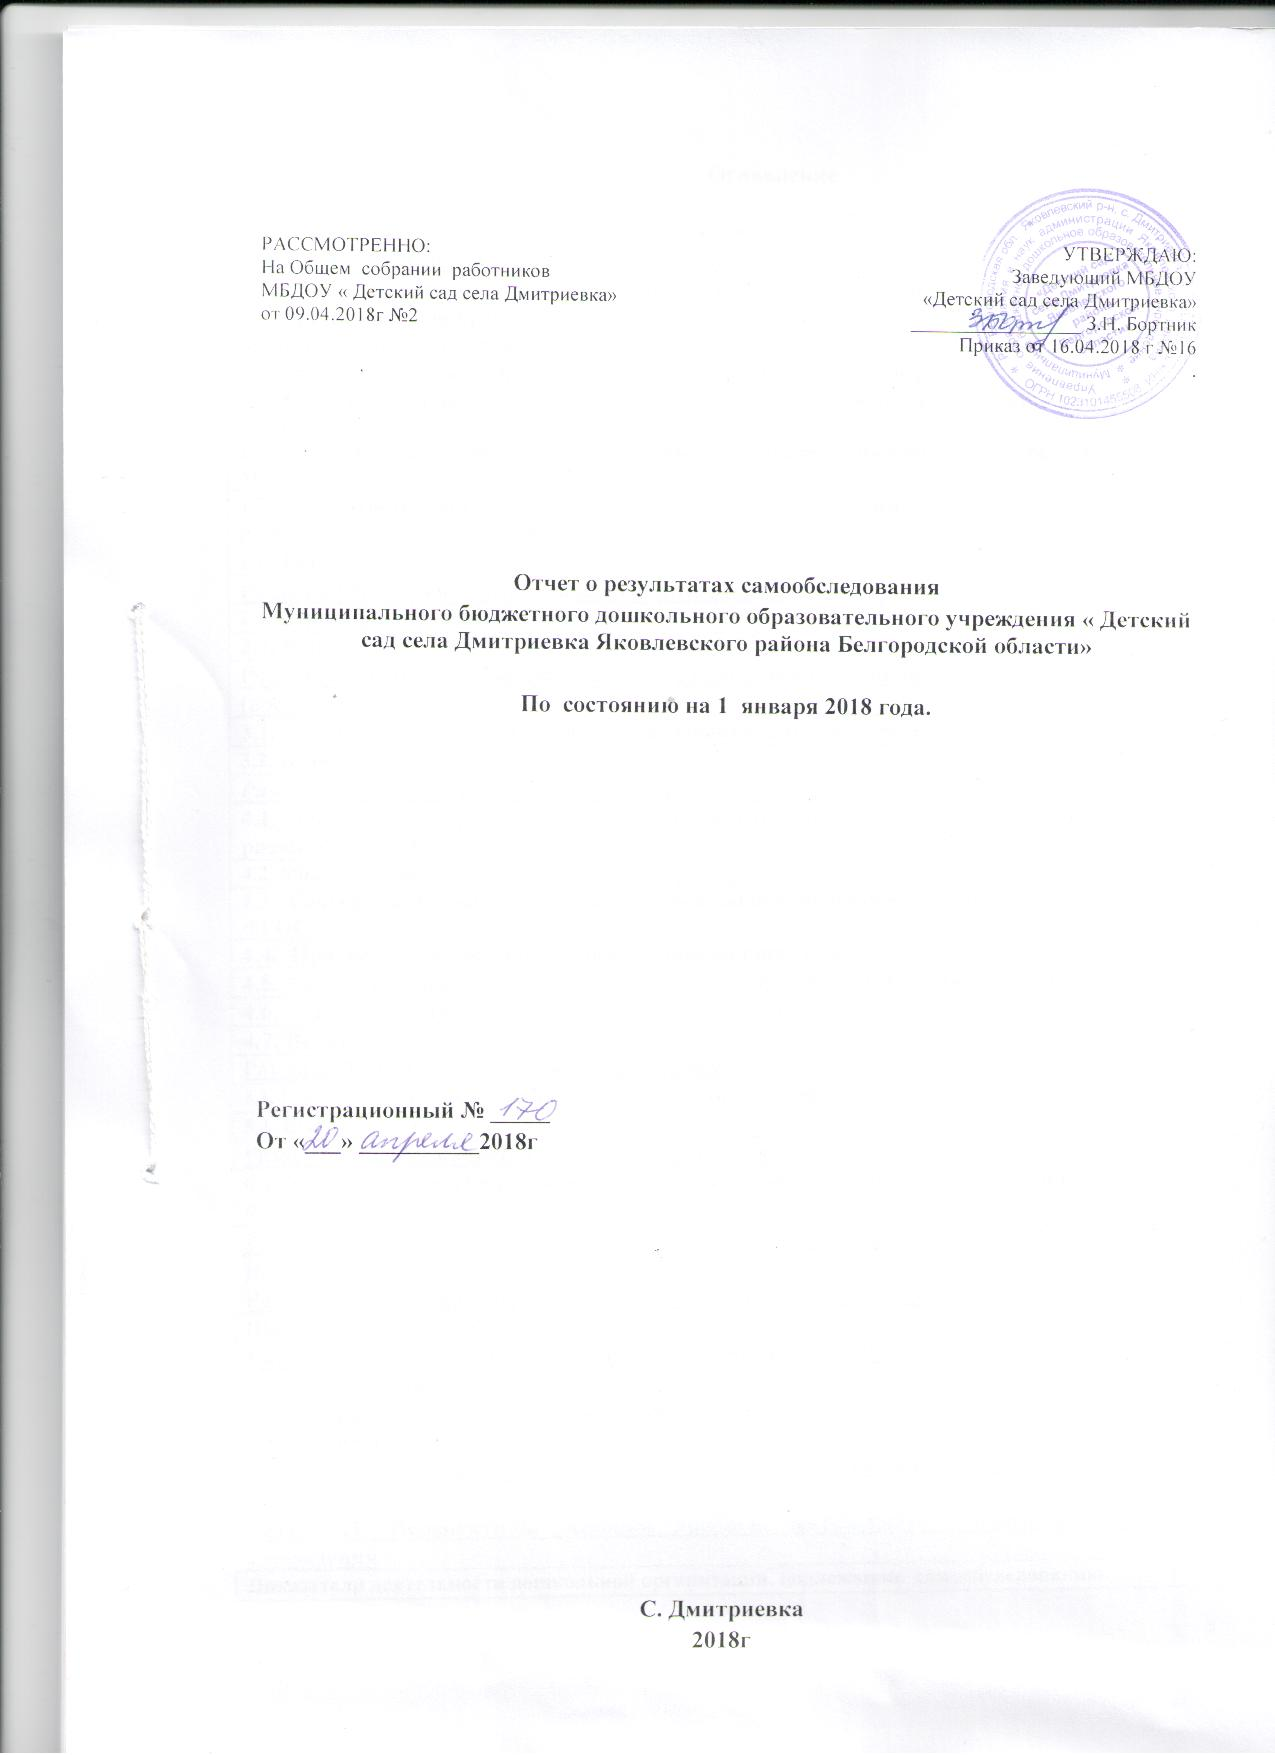 РАССМОТРЕННО:
На Общем собрании работников
МБДОУ « Детский сад села Дмитриевка»
от 09.04.2018г №2
УТВЕРЖДАЮ:
Заведующий МБДОУ
«Детский сад села Дмитриевка»
З.Н. Бортник
Приказ от 16.04.2018 г №16
Отчет о результатах самообследования
Муниципального бюджетного дошкольного образовательного учреждения « Детский
сад села Дмитриевка Яковлевского района Белгородской области»
По состоянию на 1 января 2018 года.
Регистрационный № 170
От «20» апреля 2018г
С. Дмитриевка
2018г